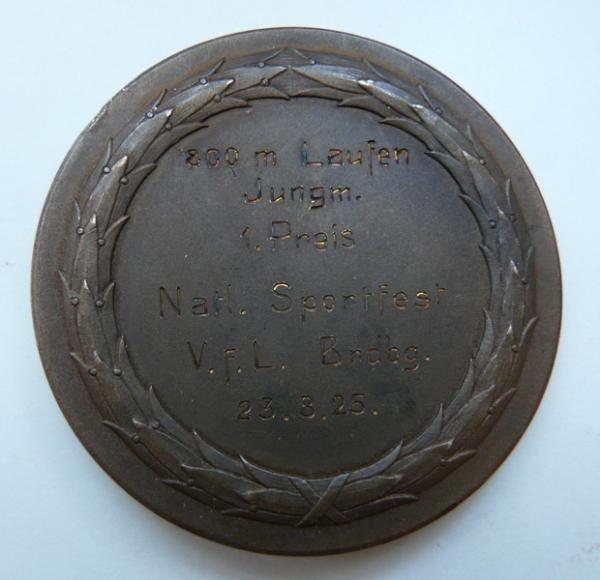 800 m Laufen
Jungm.
1. Preis
Natl. Sportfest
V.f.L. Brdbg.
23.8.25.